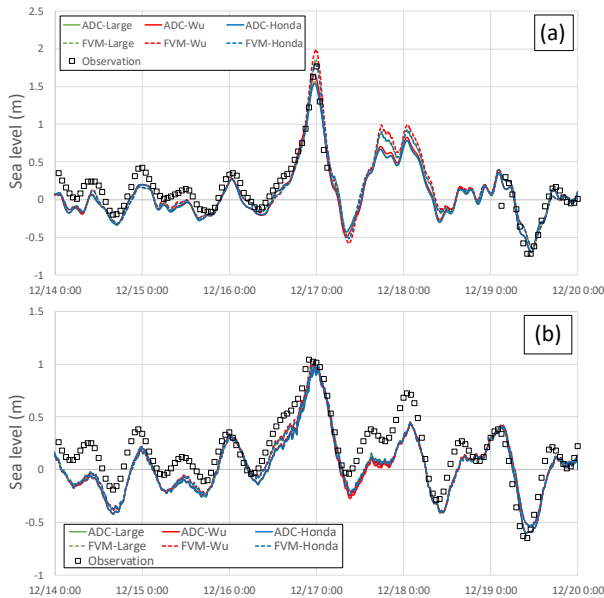 (a)
ADC-Large ADC-Wu ADC-Honda
FVM-Large FVM-Wu FVM-Honda
Observation
Sea level (m)
2.5
2
1.5
1
0.5
0
-0.5
-1
12/14 0:00 12/15 0:00 12/16 0:00 12/17 0:00 12/18 0:00 12/19 0:00 12/20 0:00
(b)
Sea level (m)
1.5
1
0.5
0
-0.5
-1
ADC-Large ADC-Wu ADC-Honda
FVM-Large FVM-Wu FVM-Honda
Observation
12/14 0:00 12/15 0:00 12/16 0:00 12/17 0:00 12/18 0:00 12/19 0:00 12/20 0:00